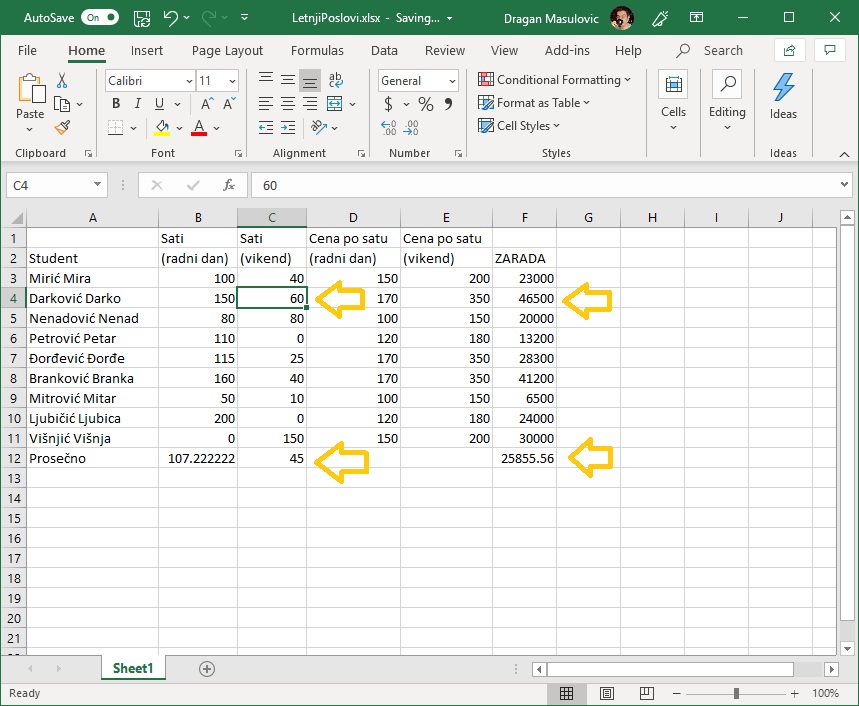 AutoSave On LetnjiPoslovi.xlsx - Saving... Dragan Masulovic
File Home Insert Page Layout Formulas Data Review View Add-ins Help Search
Paste Calibri 11 B I U A A ab General $ % 9 Conditional Formatting Format as Table Cell Styles Cells Editing Ideas
Clipboard Font Alignment Number Styles Ideas
C4 fx 60
A B C D E F G H I J
1 Sati Sati Cena po satu Cena po satu
2 Student (radni dan) (vikend) (radni dan) (vikend) ZARADA
3 Mirić Mira 100 40 150 200 23000
4 Darković Darko 150 60 170 350 46500
5 Nenadović Nenad 80 80 100 150 20000
6 Petrović Petar 110 0 120 180 13200
7 Đorđević Đorđe 115 25 170 350 28300
8 Branković Branka 160 40 170 350 41200
9 Mitrović Mitar 50 10 100 150 6500
10 Ljubičić Ljubica 200 0 120 180 24000
11 Višnjić Višnja 0 150 150 200 30000
12 Prosečno 107.222222 45 25855.56
13
14
15
16
17
18
19
20
21
Sheet1
Ready 100%